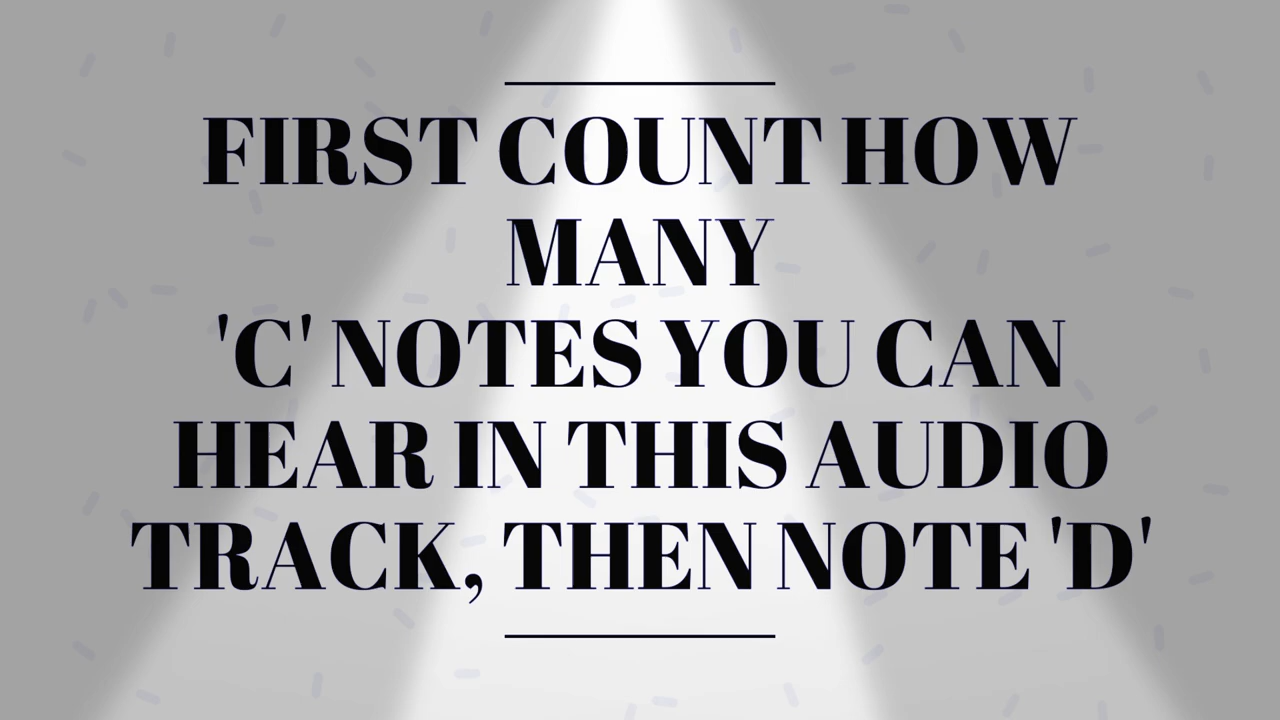 FIRST COUNT HOW
MANY
'C' NOTES YOU CAN
HEAR IN THIS AUDIO
TRACK, THEN NOTE 'D'